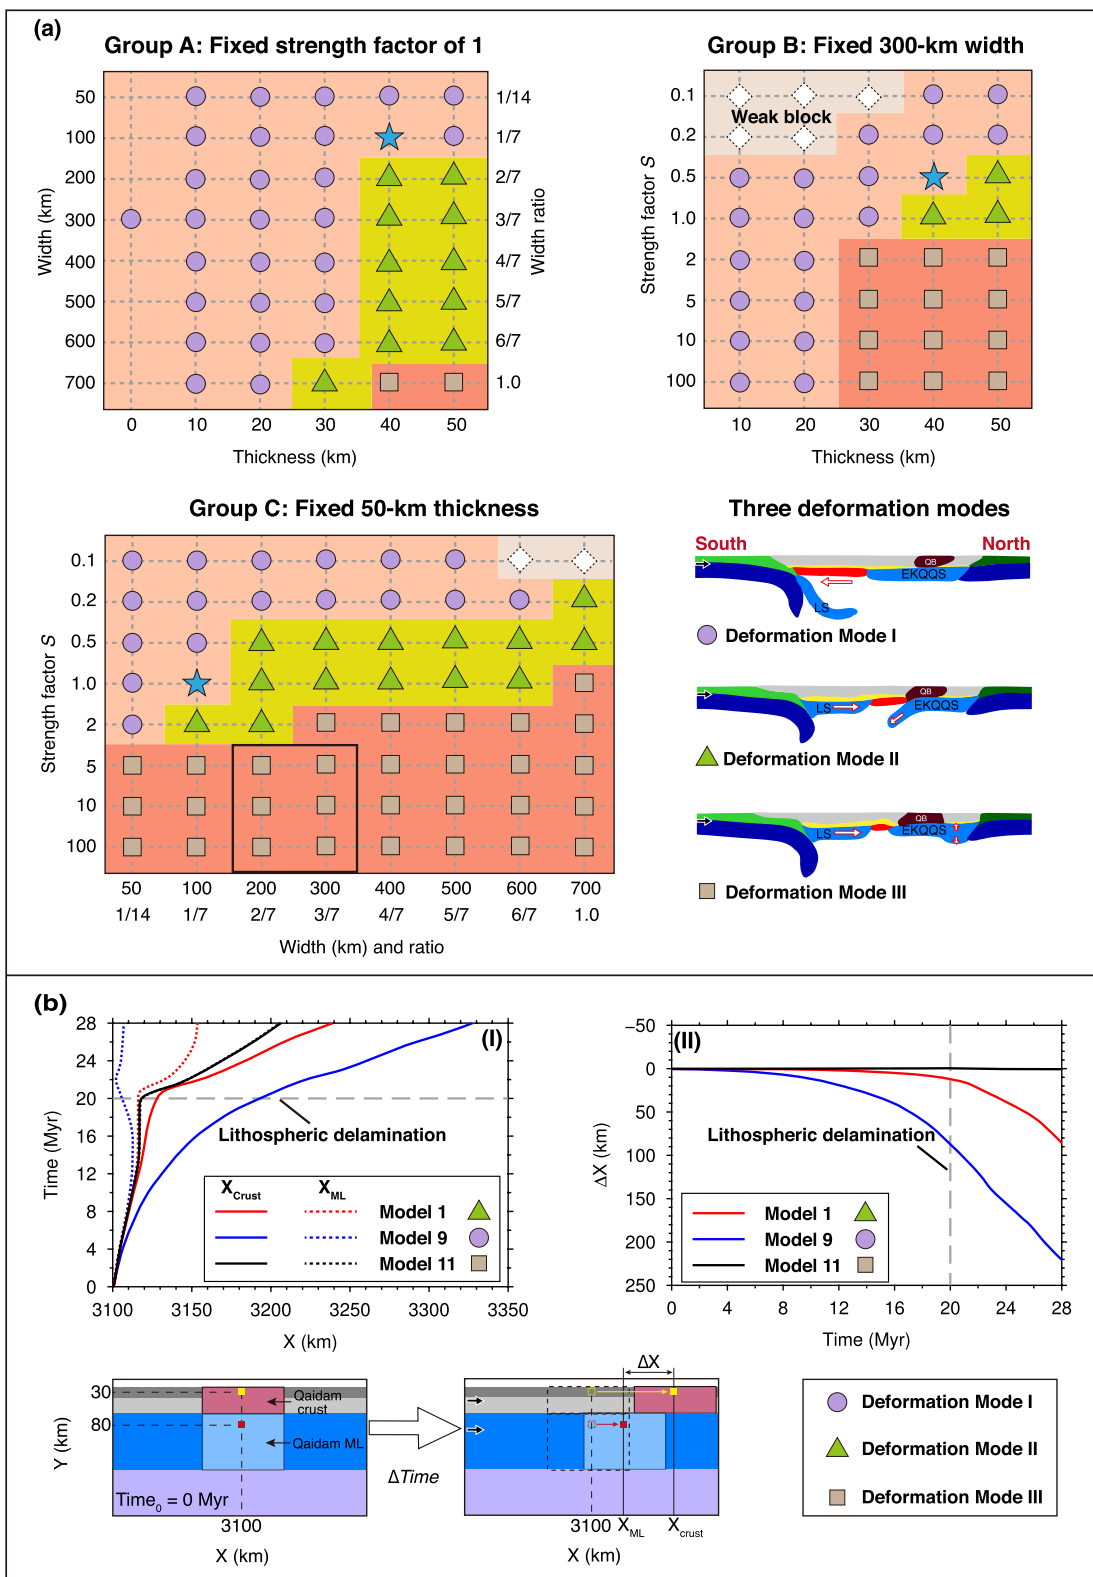 (a)
Group A: Fixed strength factor of 1
Width (km)
50
100
200
300
400
500
600
700
1/14
1/7
2/7
3/7
4/7
5/7
6/7
1.0
Width ratio
0 10 20 30 40 50
Thickness (km)
Group B: Fixed 300-km width
Strength factor S
0.1
0.2
0.5
1.0
2
5
10
100
Weak block
10 20 30 40 50
Thickness (km)
Group C: Fixed 50-km thickness
Strength factor S
0.1
0.2
0.5
1.0
2
5
10
100
50 100 200 300 400 500 600 700
1/14 1/7 2/7 3/7 4/7 5/7 6/7 1.0
Width (km) and ratio
Three deformation modes
South North
QB
EKQQS
LS
Deformation Mode I
QB
LS EKQQS
Deformation Mode II
QB
LS EKQQS
Deformation Mode III
(b)
(I)
Time (Myr)
28
24
20
16
12
8
4
0
Lithospheric delamination
XCrust XML
Model 1
Model 9
Model 11
3100 3150 3200 3250 3300 3350
X (km)
(II)
ΔX (km)
−50
0
50
100
150
200
250
Lithospheric delamination
Model 1
Model 9
Model 11
0 4 8 12 16 20 24 28
Time (Myr)
Y (km)
30
80
Qaidam crust
Qaidam ML
Time0 = 0 Myr
3100
X (km)
ΔTime
ΔX
3100 XML Xcrust
X (km)
Deformation Mode I
Deformation Mode II
Deformation Mode III